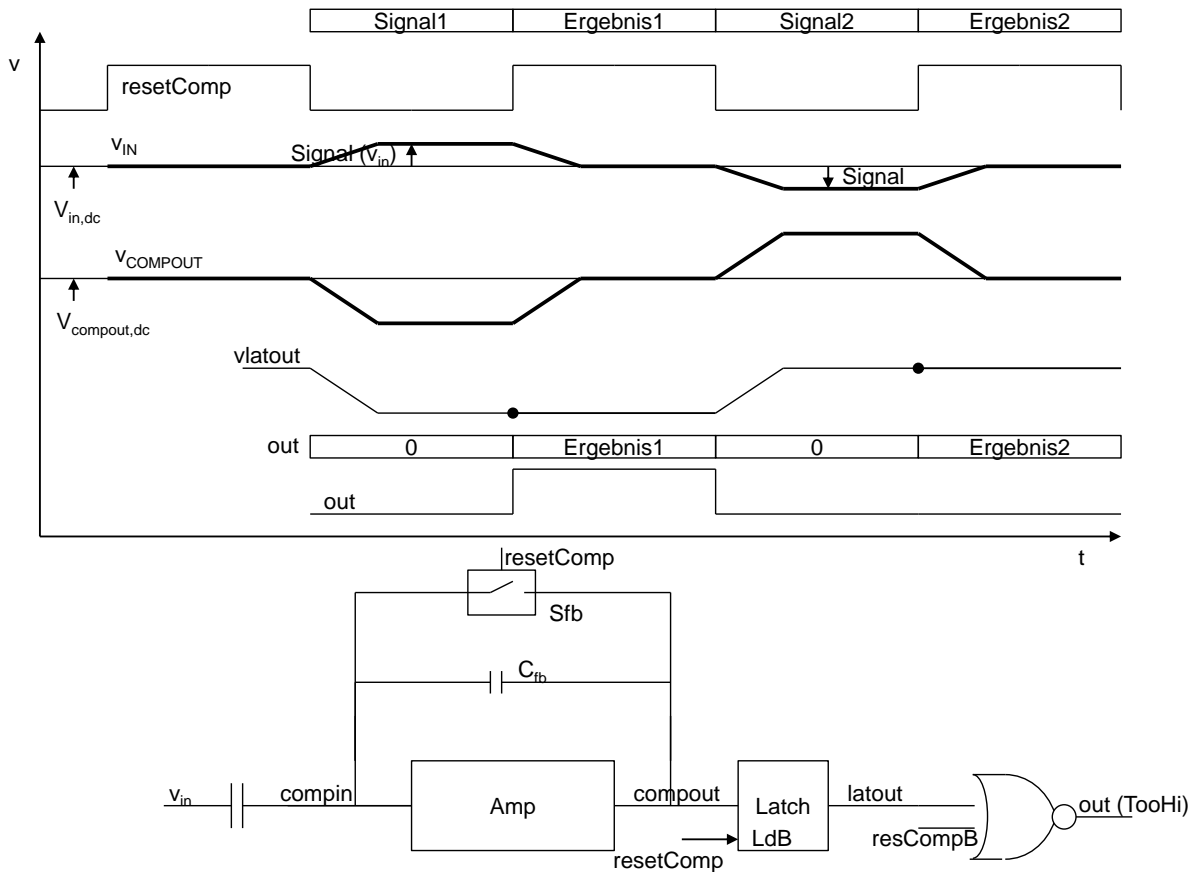 Signal1 Ergebnis1 Signal2 Ergebnis2
v
resetComp
vIN
Signal (vin)
Signal
Vin,dc
vCOMPOUT
Vcompout,dc
vlatout
out 0 Ergebnis1 0 Ergebnis2
out
t
resetComp
Sfb
Cfb
vin compin Amp compout Latch latout out (TooHi)
LdB resCompB
resetComp